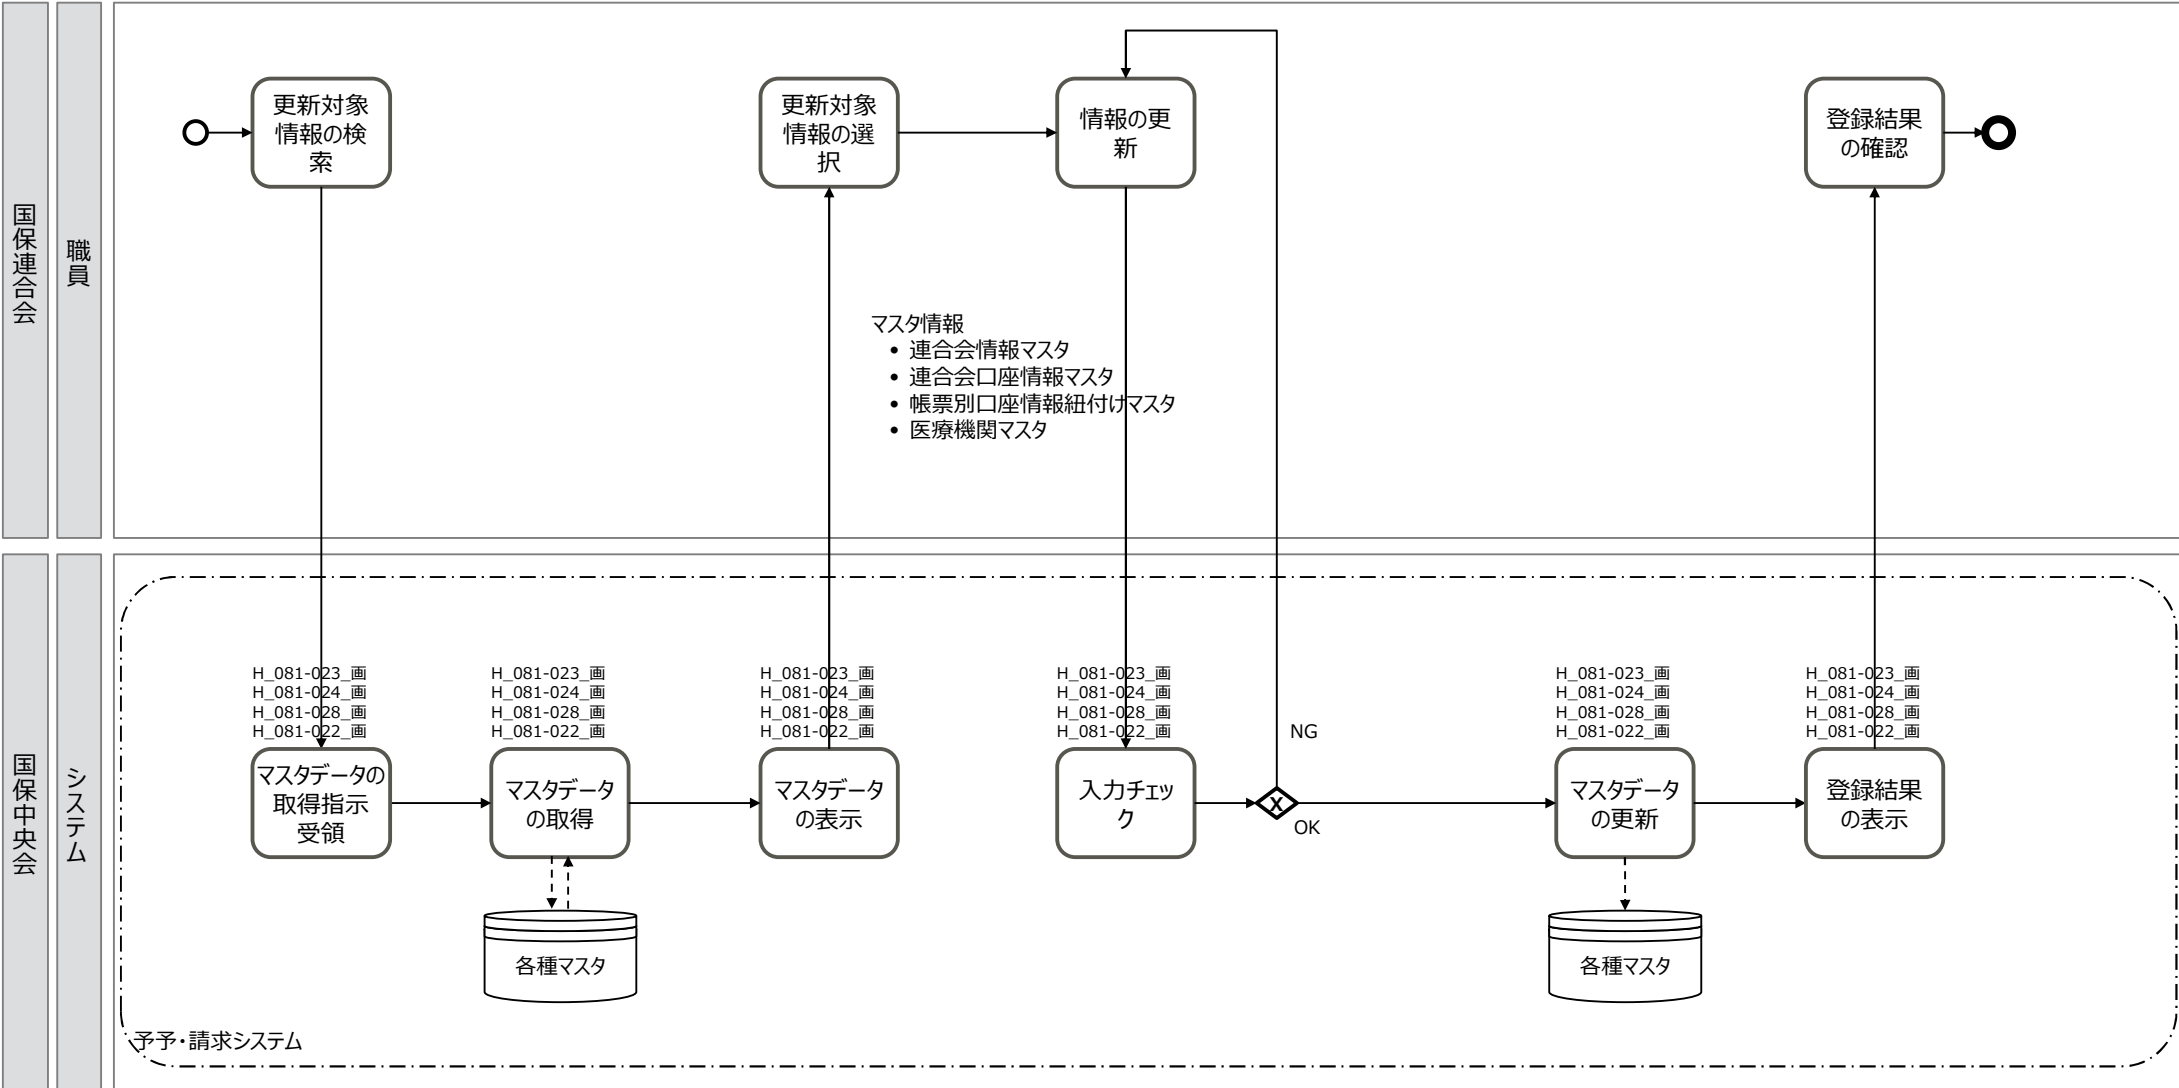 国保連合会
職員
更新対象
情報の検
索
更新対象
情報の選
択
情報の更
新
登録結果
の確認
マスタ情報
• 連合会情報マスタ
• 連合会口座情報マスタ
• 帳票別口座情報紐付けマスタ
• 医療機関マスタ
国保中央会
システム
H_081-023_画
H_081-024_画
H_081-028_画
H_081-022_画
マスタデータの
取得指示
受領
H_081-023_画
H_081-024_画
H_081-028_画
H_081-022_画
マスタデータ
の取得
H_081-023_画
H_081-024_画
H_081-028_画
H_081-022_画
マスタデータ
の表示
H_081-023_画
H_081-024_画
H_081-028_画
H_081-022_画
入力チェッ
ク
NG
X
OK
H_081-023_画
H_081-024_画
H_081-028_画
H_081-022_画
マスタデータ
の更新
H_081-023_画
H_081-024_画
H_081-028_画
H_081-022_画
登録結果
の表示
各種マスタ
各種マスタ
予予・請求システム